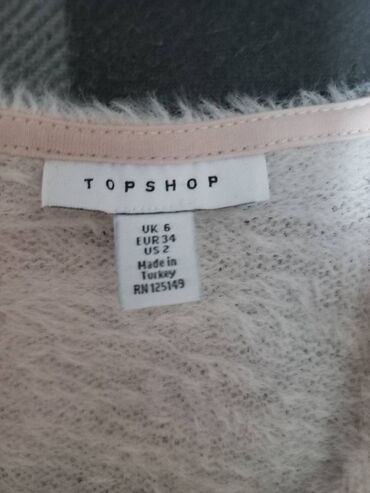 TOPSHOP
UK 6
EUR 34
US 2
Made in
Turkey
RN 125149